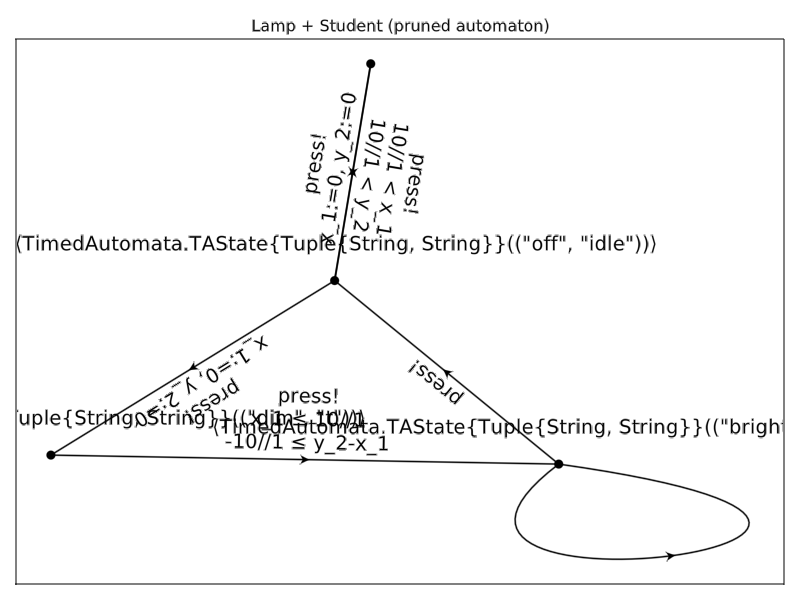 Lamp + Student (pruned automaton)
press!
x_1:=0, y_2:=0
press!
10//1 < x_1
10//1 < y_2
⟨TimedAutomata.TAState{Tuple{String, String}}(("off", "idle"))⟩
x_1:=0, y_2:=0
press!
press!
press!
uple{String, String}}(("dim",
⟨TimedAutomata.TAState{Tuple{String, String}}(("bright
-10//1 ≤ y_2-x_1